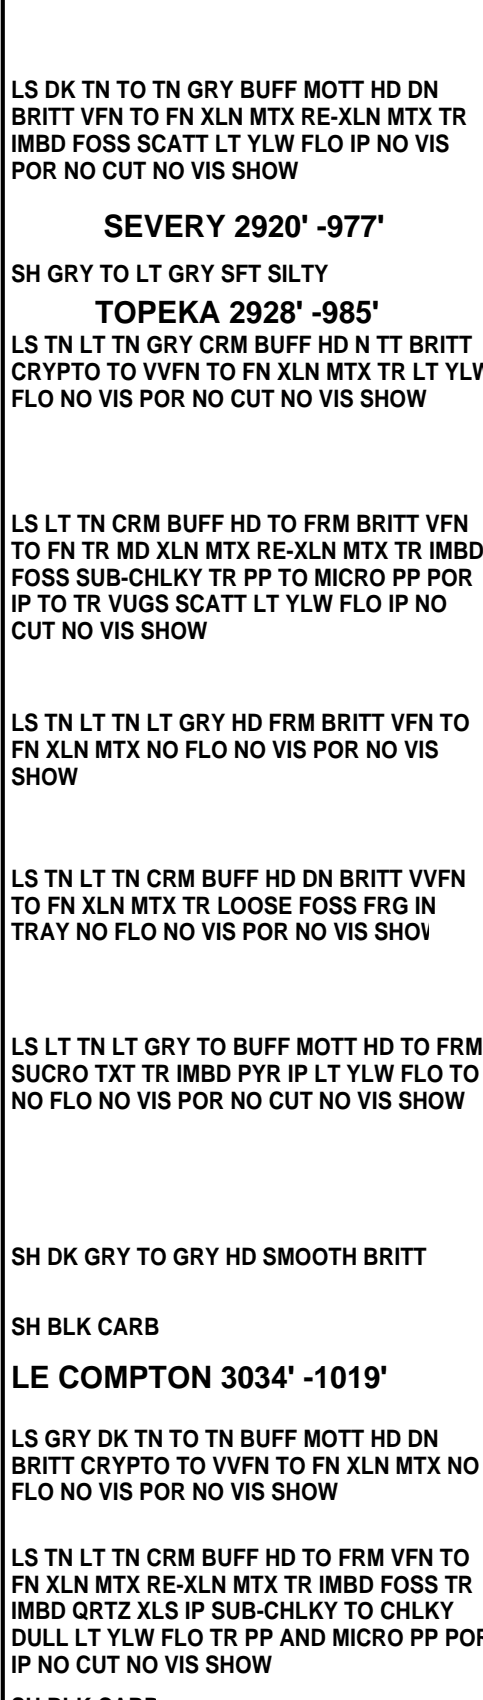 LS DK TN TO TN GRY BUFF MOTT HD DN
BRITT VFN TO FN XLN MTX RE-XLN MTX TR
IMBD FOSS SCATT LT YLW FLO IP NO VIS
POR NO CUT NO VIS SHOW
SEVERY 2920' -977'
SH GRY TO LT GRY SFT SILTY
TOPEKA 2928' -985'
LS TN LT TN GRY CRM BUFF HD N TT BRITT
CRYPTO TO VVFN TO FN XLN MTX TR LT YLW
FLO NO VIS POR NO CUT NO VIS SHOW
LS LT TN CRM BUFF HD TO FRM BRITT VFN
TO FN TR MD XLN MTX RE-XLN MTX TR IMBD
FOSS SUB-CHLKY TR PP TO MICRO PP POR
IP TO TR VUGS SCATT LT YLW FLO IP NO
CUT NO VIS SHOW
LS TN LT TN LT GRY HD FRM BRITT VFN TO
FN XLN MTX NO FLO NO VIS POR NO VIS
SHOW
LS TN LT TN CRM BUFF HD DN BRITT VVFN
TO FN XLN MTX TR LOOSE FOSS FRG IN
TRAY NO FLO NO VIS POR NO VIS SHOW
LS LT TN LT GRY TO BUFF MOTT HD TO FRM
SUCRO TXT TR IMBD PYR IP LT YLW FLO TO
NO FLO NO VIS POR NO CUT NO VIS SHOW
SH DK GRY TO GRY HD SMOOTH BRITT
SH BLK CARB
LE COMPTON 3034' -1019'
LS GRY DK TN TO TN BUFF MOTT HD DN
BRITT CRYPTO TO VVFN TO FN XLN MTX NO
FLO NO VIS POR NO VIS SHOW
LS TN LT TN CRM BUFF HD TO FRM VFN TO
FN XLN MTX RE-XLN MTX TR IMBD FOSS TR
IMBD QRTZ XLS IP SUB-CHLKY TO CHLKY
DULL LT YLW FLO TR PP AND MICRO PP POR
IP NO CUT NO VIS SHOW
SH BLK CARB